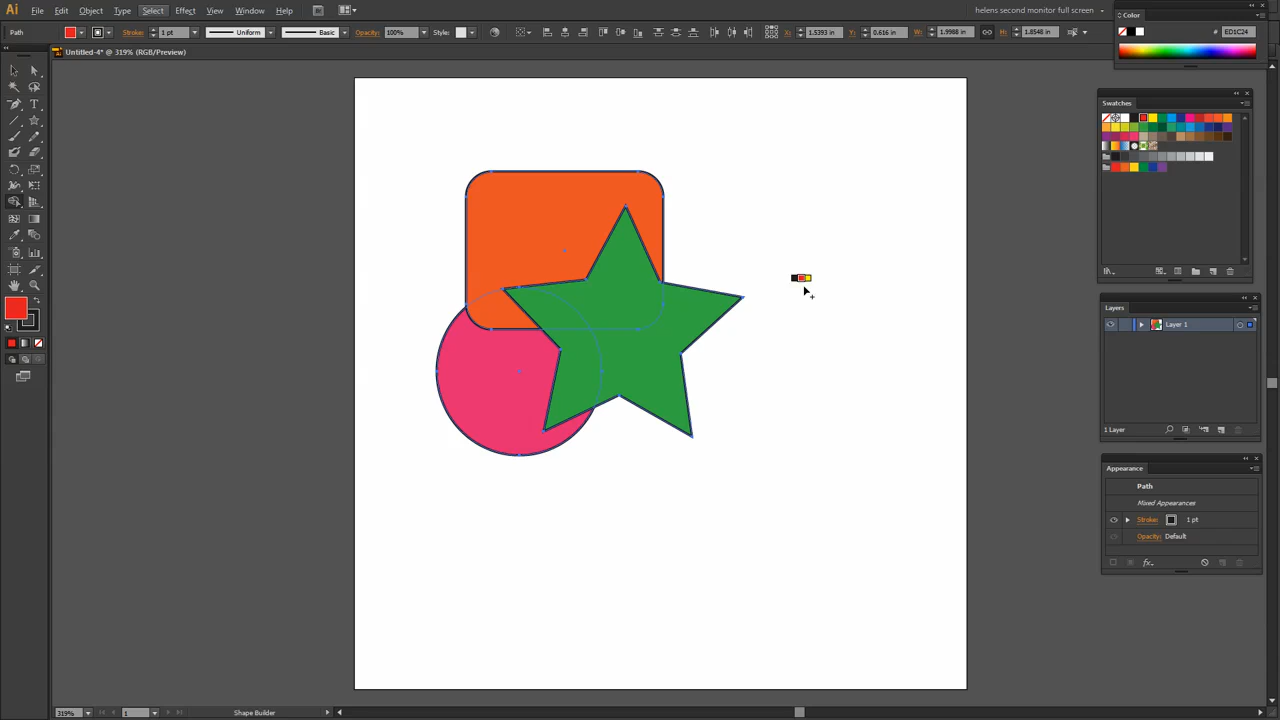 Ai File Edit Object Type Select Effect View Window Help Br helens second monitor full screen
Path Stroke: 1 pt Uniform Basic Opacity: 100% Style: X: 1.5393 in Y: 0.616 in W: 1.9988 in H: 1.8548 in
Color
# ED1C24
Untitled-4* @ 319% (RGB/Preview)
Swatches
Layers
Layer 1
1 Layer
Appearance
Path
Mixed Appearances
Stroke: 1 pt
Opacity: Default
fx
319% 1 Shape Builder